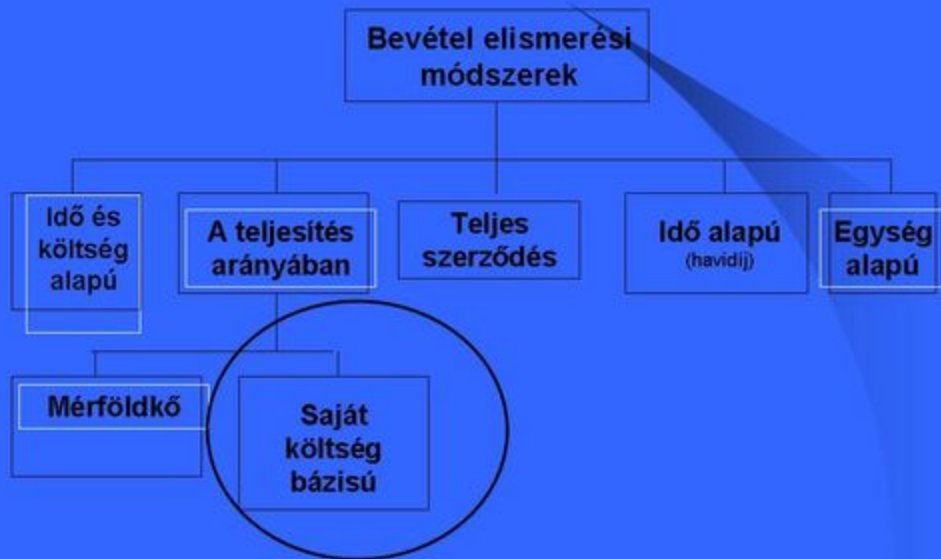 Bevétel elismerési
módszerek
Idő és
költség
alapú
A teljesítés
arányában
Teljes
szerződés
Idő alapú
(havidíj)
Egység
alapú
Mérföldkő
Saját
költség
bázisú